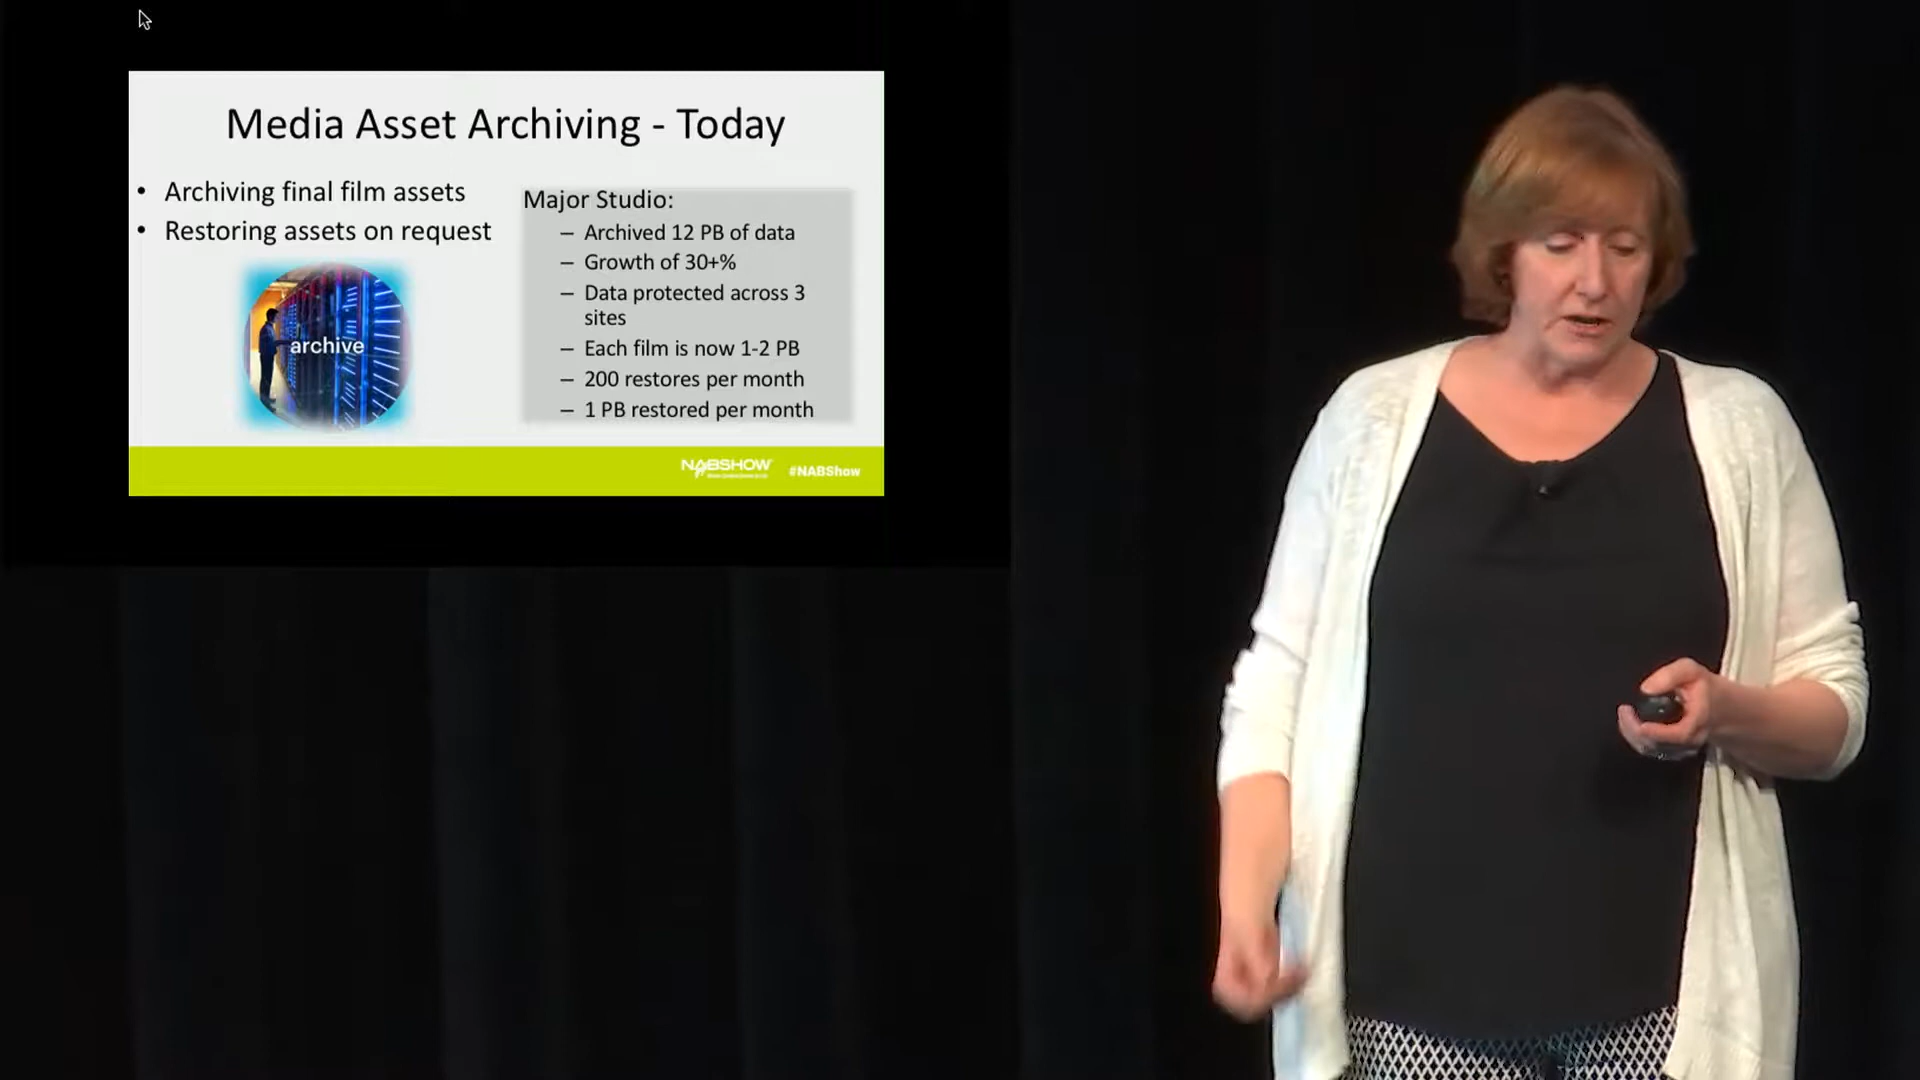 Media Asset Archiving - Today
• Archiving final film assets
• Restoring assets on request
archive
Major Studio:
– Archived 12 PB of data
– Growth of 30+%
– Data protected across 3
sites
– Each film is now 1-2 PB
– 200 restores per month
– 1 PB restored per month
NABSHOW
#NABShow